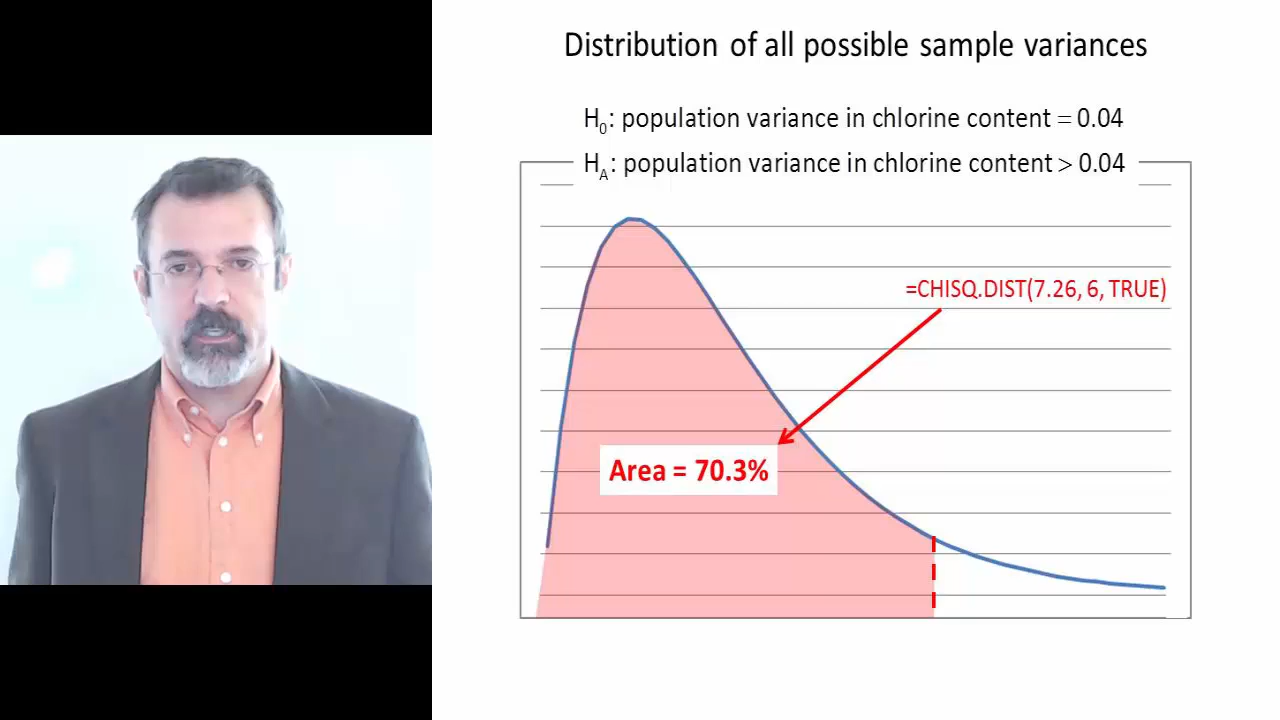 Distribution of all possible sample variances
H0: population variance in chlorine content = 0.04
HA: population variance in chlorine content > 0.04
=CHISQ.DIST(7.26, 6, TRUE)
Area = 70.3%